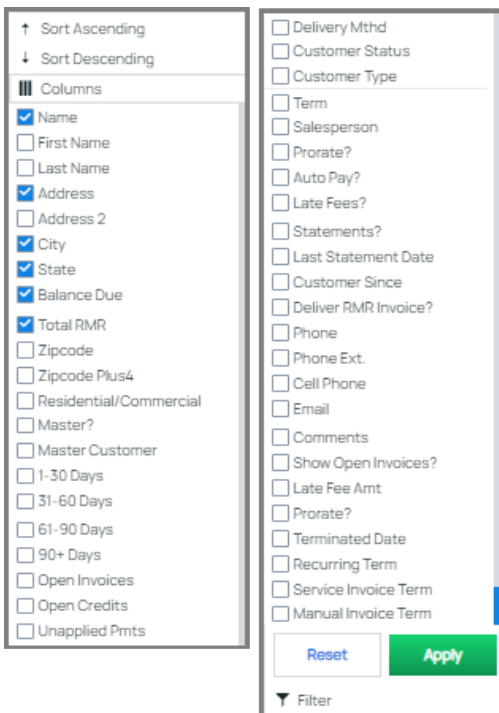 Sort Ascending
Sort Descending
Columns
Name
First Name
Last Name
Address
Address 2
City
State
Balance Due
Total RMR
Zipcode
Zipcode Plus4
Residential/Commercial
Master?
Master Customer
1-30 Days
31-60 Days
61-90 Days
90+ Days
Open Invoices
Open Credits
Unapplied Pmts
Delivery Mthd
Customer Status
Customer Type
Term
Salesperson
Prorate?
Auto Pay?
Late Fees?
Statements?
Last Statement Date
Customer Since
Deliver RMR Invoice?
Phone
Phone Ext.
Cell Phone
Email
Comments
Show Open Invoices?
Late Fee Amt
Prorate?
Terminated Date
Recurring Term
Service Invoice Term
Manual Invoice Term
Reset
Apply
Filter